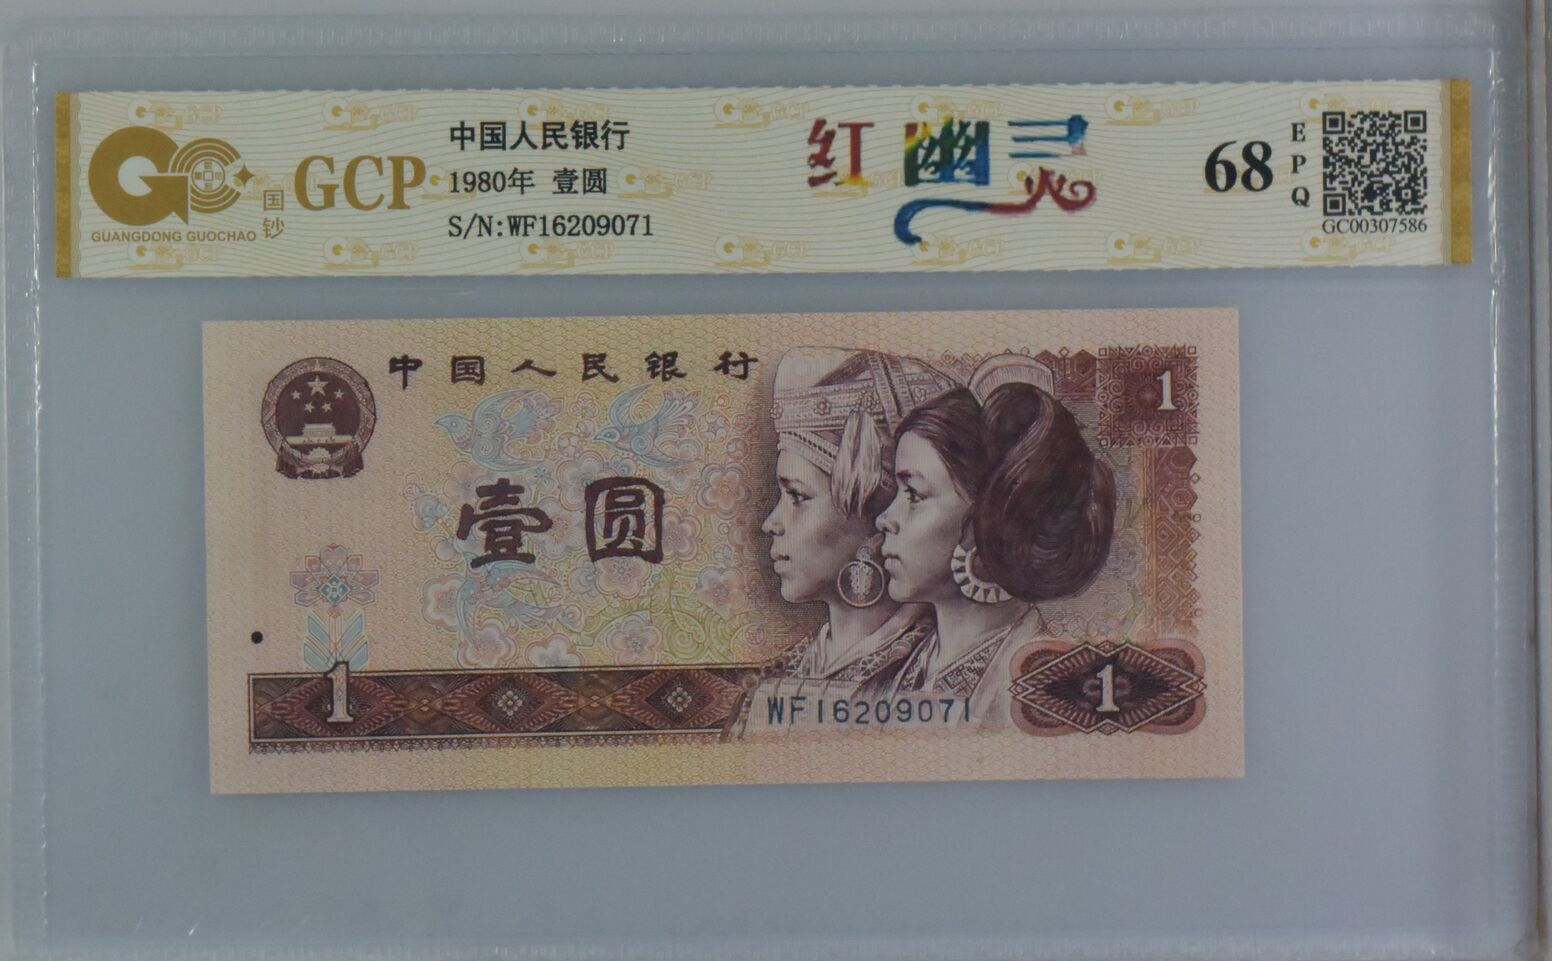 GCP
国钞
GUANGDONG GUOCHAO
中国人民银行
1980年 壹圆
S/N:WF16209071
红幽灵
68
EPQ
GC00307586
中国人民银行
1
壹圆
1
WF16209071
1